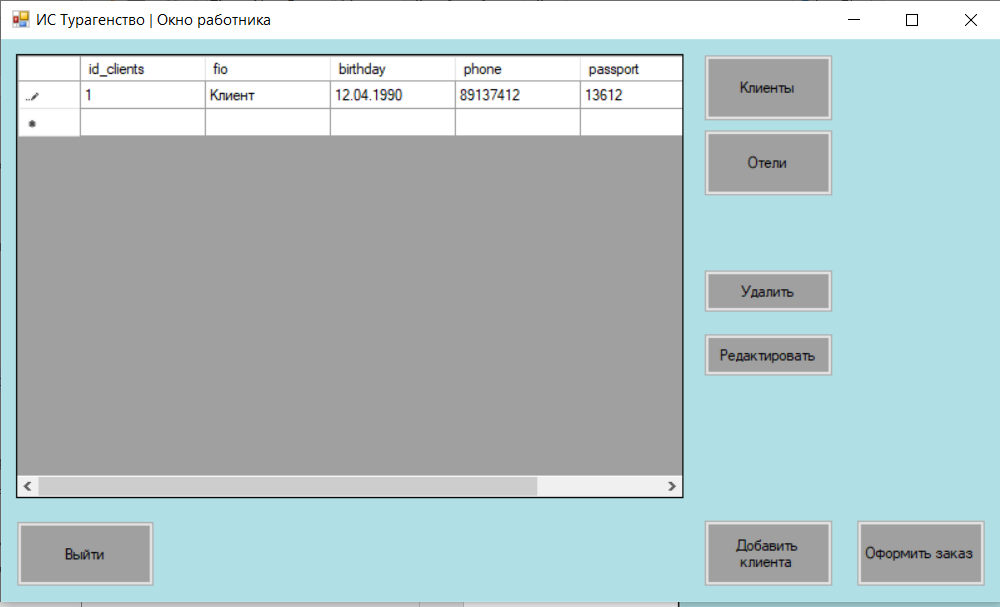 ИС Турагенство | Окно работника
id_clients fio birthday phone passport
1 Клиент 12.04.1990 89137412 13612
Клиенты
Отели
Удалить
Редактировать
Выйти
Добавить
клиента
Оформить заказ